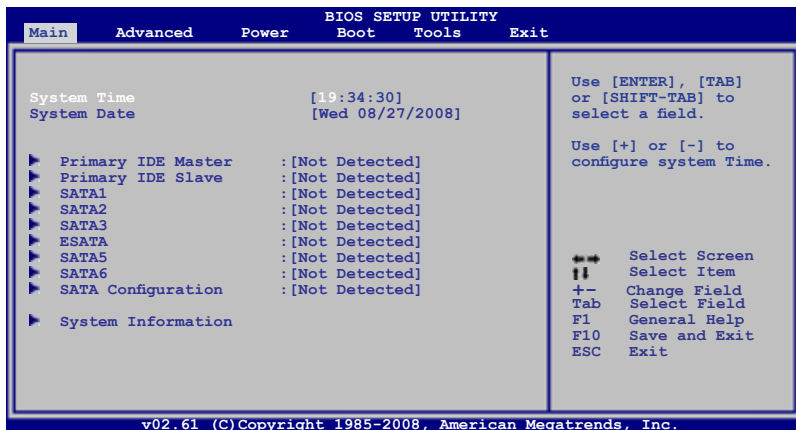 BIOS SETUP UTILITY
Main Advanced Power Boot Tools Exit
System Time [19:34:30]
System Date [Wed 08/27/2008]
Primary IDE Master :[Not Detected]
Primary IDE Slave :[Not Detected]
SATA1 :[Not Detected]
SATA2 :[Not Detected]
SATA3 :[Not Detected]
ESATA :[Not Detected]
SATA5 :[Not Detected]
SATA6 :[Not Detected]
SATA Configuration :[Not Detected]
System Information
Use [ENTER], [TAB]
or [SHIFT-TAB] to
select a field.
Use [+] or [-] to
configure system Time.
←→ Select Screen
↑↓ Select Item
+- Change Field
Tab Select Field
F1 General Help
F10 Save and Exit
ESC Exit
v02.61 (C)Copyright 1985-2008, American Megatrends, Inc.